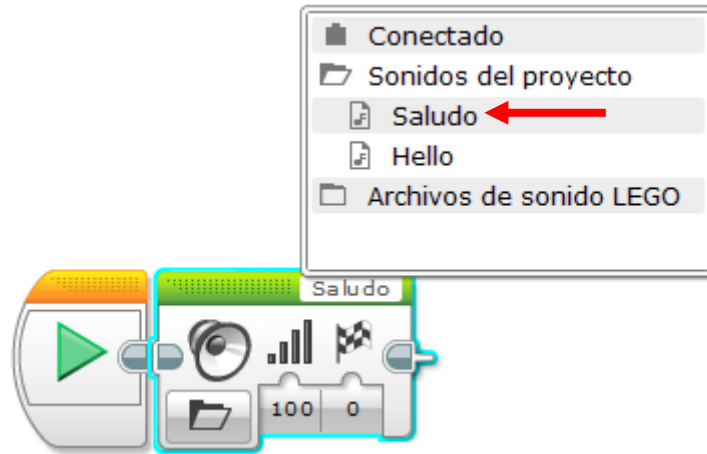 Conectado
Sonidos del proyecto
Saludo
Hello
Archivos de sonido LEGO
Saludo
100 0